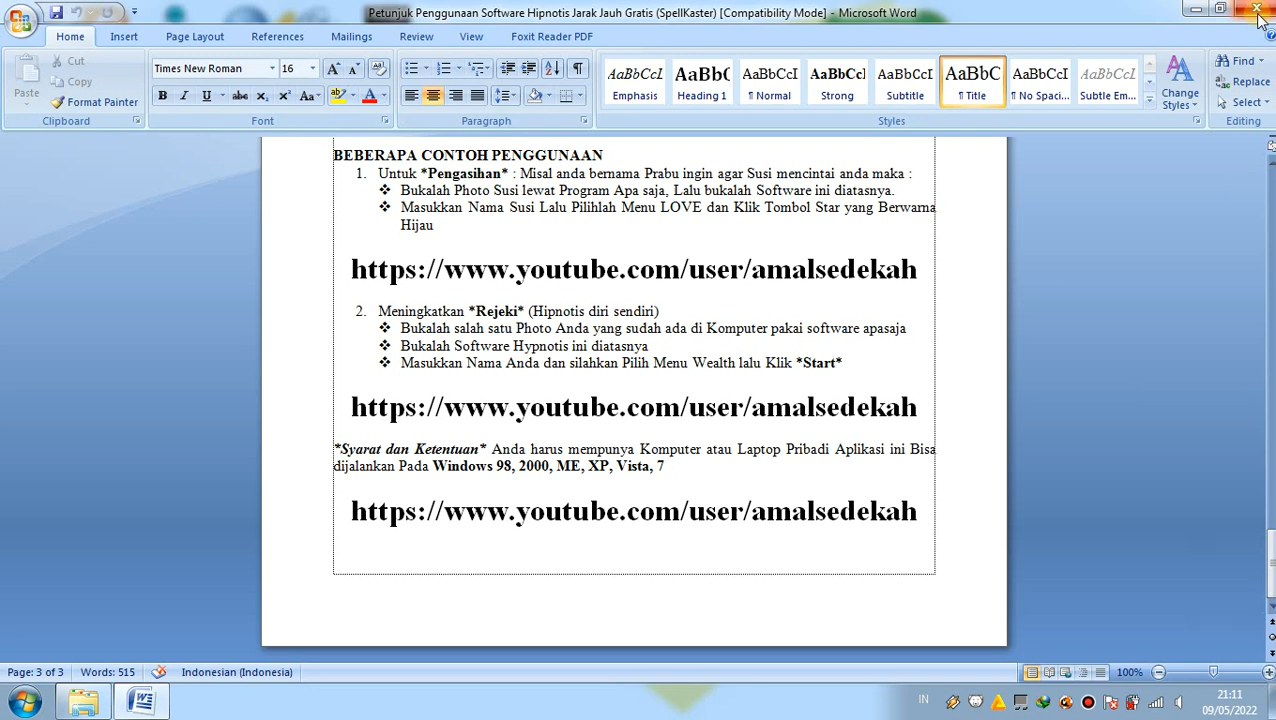 Petunjuk Penggunaan Software Hipnotis Jarak Jauh Gratis (SpellKaster) [Compatibility Mode] - Microsoft Word
Home Insert Page Layout References Mailings Review View Foxit Reader PDF
Paste
Cut
Copy
Format Painter
Clipboard
Times New Roman 16
B I U abc x₂ x² Aa
Font
Paragraph
AaBbCcI AaBbC AaBbCcI AaBbCcI AaBbCcI AaBbC AaBbCcI AaBbCcI
Emphasis Heading 1 ¶ Normal Strong Subtitle ¶ Title ¶ No Spaci... Subtle Em...
Change Styles
Styles
Find
Replace
Select
Editing
BEBERAPA CONTOH PENGGUNAAN
1. Untuk *Pengasihan* : Misal anda bernama Prabu ingin agar Susi mencintai anda maka :
❖ Bukalah Photo Susi lewat Program Apa saja, Lalu bukalah Software ini diatasnya.
❖ Masukkan Nama Susi Lalu Pilihlah Menu LOVE dan Klik Tombol Star yang Berwarna
Hijau
https://www.youtube.com/user/amalsedekah
2. Meningkatkan *Rejeki* (Hipnotis diri sendiri)
❖ Bukalah salah satu Photo Anda yang sudah ada di Komputer pakai software apasaja
❖ Bukalah Software Hypnotis ini diatasnya
❖ Masukkan Nama Anda dan silahkan Pilih Menu Wealth lalu Klik *Start*
https://www.youtube.com/user/amalsedekah
*Syarat dan Ketentuan* Anda harus mempunya Komputer atau Laptop Pribadi Aplikasi ini Bisa
dijalankan Pada Windows 98, 2000, ME, XP, Vista, 7
https://www.youtube.com/user/amalsedekah
Page: 3 of 3 Words: 515 Indonesian (Indonesia) 100%
IN
21:11
09/05/2022